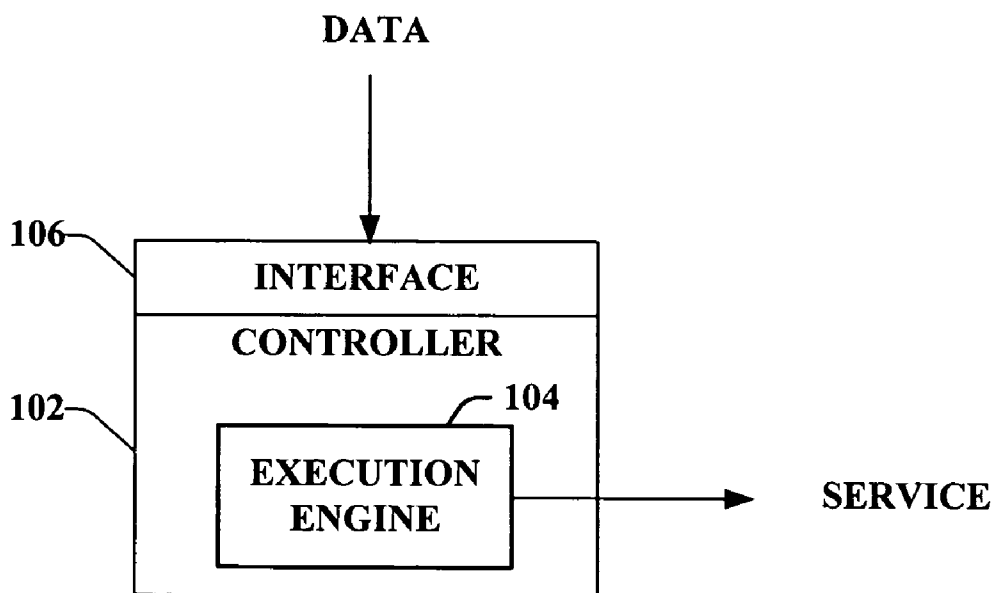 DATA
106
INTERFACE
CONTROLLER
102
104
EXECUTION
ENGINE
SERVICE